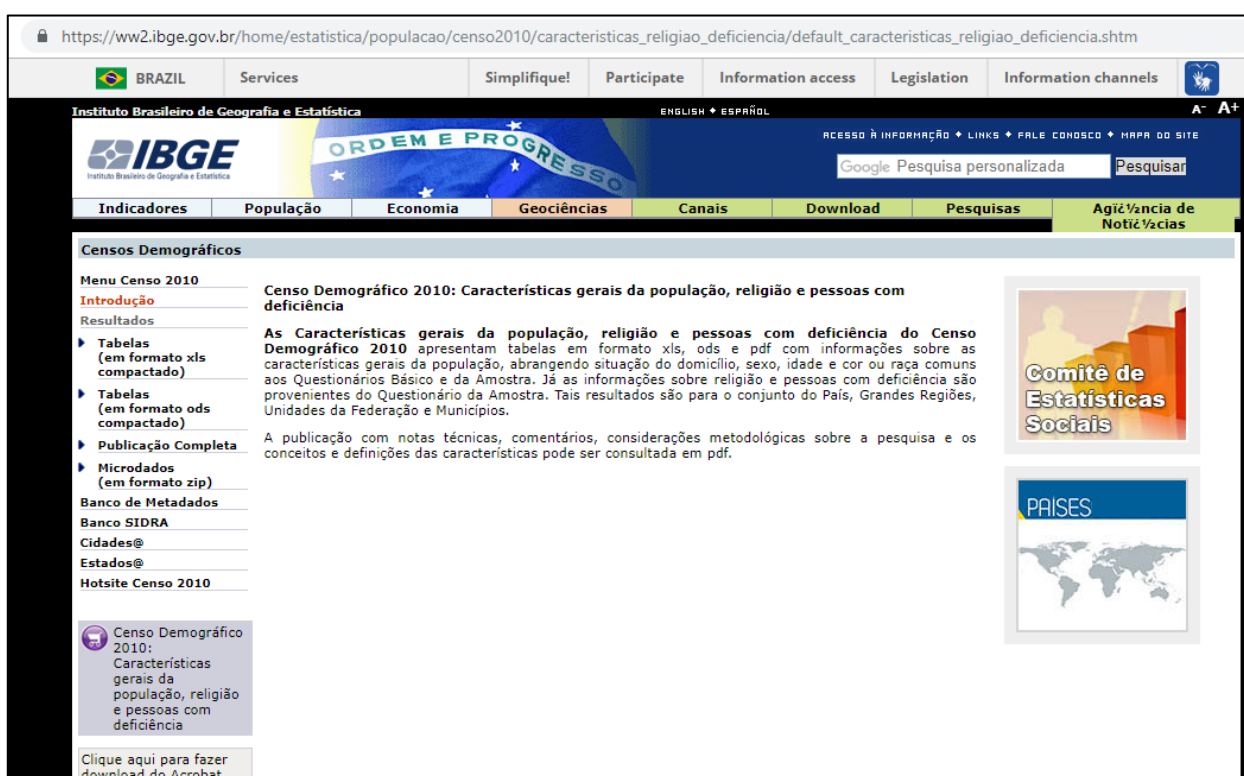 https://ww2.ibge.gov.br/home/estatistica/populacao/censo2010/caracteristicas_religiao_deficiencia/default_caracteristicas_religiao_deficiencia.shtm
BRAZIL Services Simplifique! Participate Information access Legislation Information channels
Instituto Brasileiro de Geografia e Estatística ENGLISH ESPAÑOL A- A+
ORDEM E PROGRESSO
ACESSO À INFORMAÇÃO LINKS FALE CONOSCO MAPA DO SITE
IBGE
Instituto Brasileiro de Geografia e Estatística
Google Pesquisa personalizada Pesquisar
Indicadores População Economia Geociências Canais Download Pesquisas Agï¿½ncia de
Notï¿½cias
Censos Demográficos
Menu Censo 2010
Introdução
Resultados
Tabelas
(em formato xls
compactado)
Tabelas
(em formato ods
compactado)
Publicação Completa
Microdados
(em formato zip)
Banco de Metadados
Banco SIDRA
Cidades@
Estados@
Hotsite Censo 2010
Censo Demográfico
2010:
Características
gerais da
população, religião
e pessoas com
deficiência
Clique aqui para fazer
download do Acrobat
Censo Demográfico 2010: Características gerais da população, religião e pessoas com
deficiência
As Características gerais da população, religião e pessoas com deficiência do Censo
Demográfico 2010 apresentam tabelas em formato xls, ods e pdf com informações sobre as
características gerais da população, abrangendo situação do domicílio, sexo, idade e cor ou raça comuns
aos Questionários Básico e da Amostra. Já as informações sobre religião e pessoas com deficiência são
provenientes do Questionário da Amostra. Tais resultados são para o conjunto do País, Grandes Regiões,
Unidades da Federação e Municípios.
A publicação com notas técnicas, comentários, considerações metodológicas sobre a pesquisa e os
conceitos e definições das características pode ser consultada em pdf.
Comitê de
Estatísticas
Sociais
PAÍSES